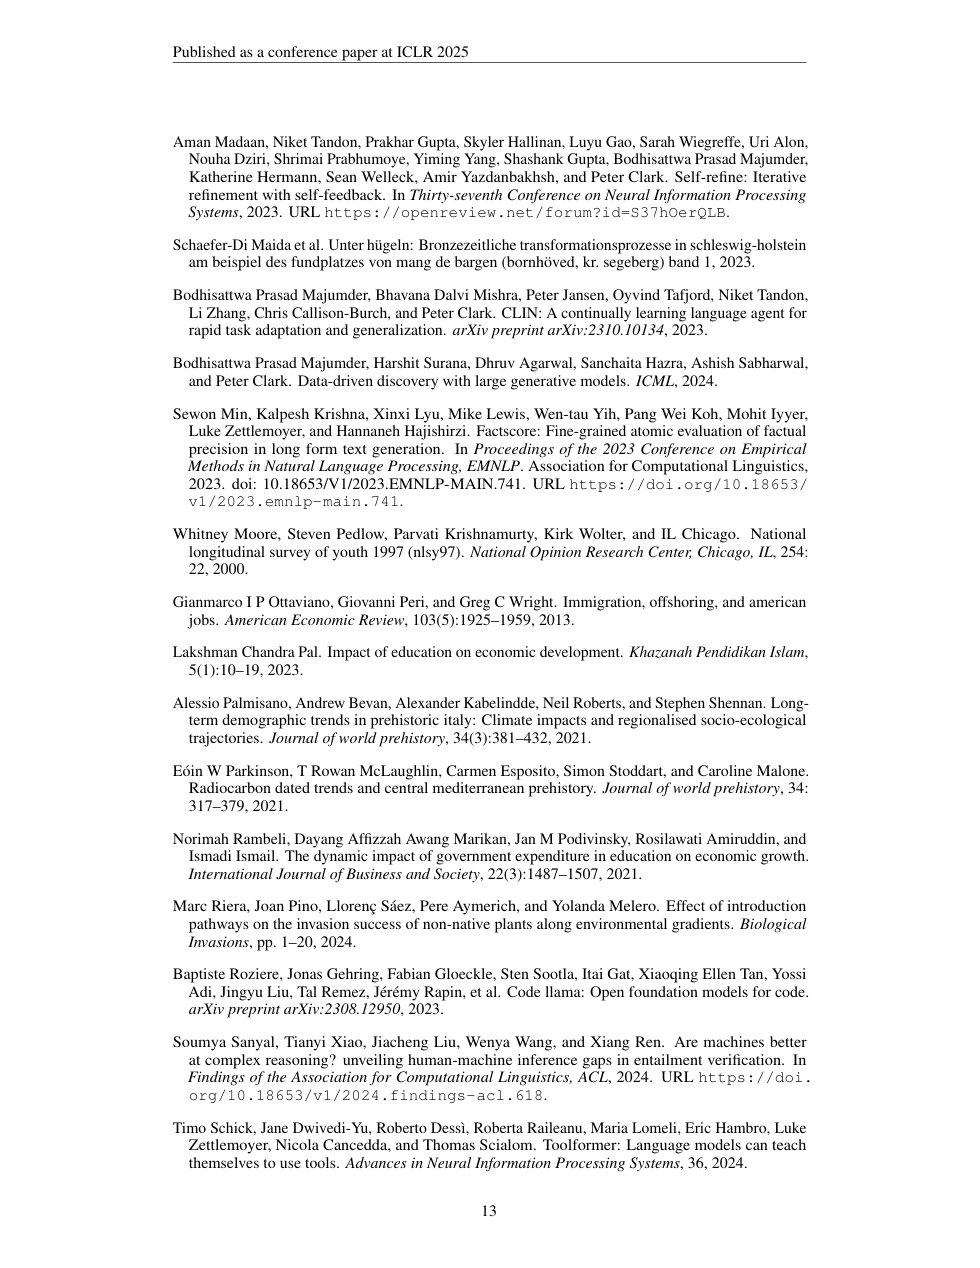 Published as a conference paper at ICLR 2025
Aman Madaan, Niket Tandon, Prakhar Gupta, Skyler Hallinan, Luyu Gao, Sarah Wiegreffe, Uri Alon,
Nouha Dziri, Shrimai Prabhumoye, Yiming Yang, Shashank Gupta, Bodhisattwa Prasad Majumder,
Katherine Hermann, Sean Welleck, Amir Yazdanbakhsh, and Peter Clark. Self-refine: Iterative
refinement with self-feedback. In Thirty-seventh Conference on Neural Information Processing
Systems, 2023. URL https://openreview.net/forum?id=S37hOerQLB.
Schaefer-Di Maida et al. Unter hügeln: Bronzezeitliche transformationsprozesse in schleswig-holstein
am beispiel des fundplatzes von mang de bargen (bornhöved, kr. segeberg) band 1, 2023.
Bodhisattwa Prasad Majumder, Bhavana Dalvi Mishra, Peter Jansen, Oyvind Tafjord, Niket Tandon,
Li Zhang, Chris Callison-Burch, and Peter Clark. CLIN: A continually learning language agent for
rapid task adaptation and generalization. arXiv preprint arXiv:2310.10134, 2023.
Bodhisattwa Prasad Majumder, Harshit Surana, Dhruv Agarwal, Sanchaita Hazra, Ashish Sabharwal,
and Peter Clark. Data-driven discovery with large generative models. ICML, 2024.
Sewon Min, Kalpesh Krishna, Xinxi Lyu, Mike Lewis, Wen-tau Yih, Pang Wei Koh, Mohit Iyyer,
Luke Zettlemoyer, and Hannaneh Hajishirzi. Factscore: Fine-grained atomic evaluation of factual
precision in long form text generation. In Proceedings of the 2023 Conference on Empirical
Methods in Natural Language Processing, EMNLP. Association for Computational Linguistics,
2023. doi: 10.18653/V1/2023.EMNLP-MAIN.741. URL https://doi.org/10.18653/
v1/2023.emnlp-main.741.
Whitney Moore, Steven Pedlow, Parvati Krishnamurty, Kirk Wolter, and IL Chicago. National
longitudinal survey of youth 1997 (nlsy97). National Opinion Research Center, Chicago, IL, 254:
22, 2000.
Gianmarco I P Ottaviano, Giovanni Peri, and Greg C Wright. Immigration, offshoring, and american
jobs. American Economic Review, 103(5):1925–1959, 2013.
Lakshman Chandra Pal. Impact of education on economic development. Khazanah Pendidikan Islam,
5(1):10–19, 2023.
Alessio Palmisano, Andrew Bevan, Alexander Kabelindde, Neil Roberts, and Stephen Shennan. Long-
term demographic trends in prehistoric italy: Climate impacts and regionalised socio-ecological
trajectories. Journal of world prehistory, 34(3):381–432, 2021.
Eóin W Parkinson, T Rowan McLaughlin, Carmen Esposito, Simon Stoddart, and Caroline Malone.
Radiocarbon dated trends and central mediterranean prehistory. Journal of world prehistory, 34:
317–379, 2021.
Norimah Rambeli, Dayang Affizzah Awang Marikan, Jan M Podivinsky, Rosilawati Amiruddin, and
Ismadi Ismail. The dynamic impact of government expenditure in education on economic growth.
International Journal of Business and Society, 22(3):1487–1507, 2021.
Marc Riera, Joan Pino, Llorenç Sáez, Pere Aymerich, and Yolanda Melero. Effect of introduction
pathways on the invasion success of non-native plants along environmental gradients. Biological
Invasions, pp. 1–20, 2024.
Baptiste Roziere, Jonas Gehring, Fabian Gloeckle, Sten Sootla, Itai Gat, Xiaoqing Ellen Tan, Yossi
Adi, Jingyu Liu, Tal Remez, Jérémy Rapin, et al. Code llama: Open foundation models for code.
arXiv preprint arXiv:2308.12950, 2023.
Soumya Sanyal, Tianyi Xiao, Jiacheng Liu, Wenya Wang, and Xiang Ren. Are machines better
at complex reasoning? unveiling human-machine inference gaps in entailment verification. In
Findings of the Association for Computational Linguistics, ACL, 2024. URL https://doi.
org/10.18653/v1/2024.findings-acl.618.
Timo Schick, Jane Dwivedi-Yu, Roberto Dessì, Roberta Raileanu, Maria Lomeli, Eric Hambro, Luke
Zettlemoyer, Nicola Cancedda, and Thomas Scialom. Toolformer: Language models can teach
themselves to use tools. Advances in Neural Information Processing Systems, 36, 2024.
13